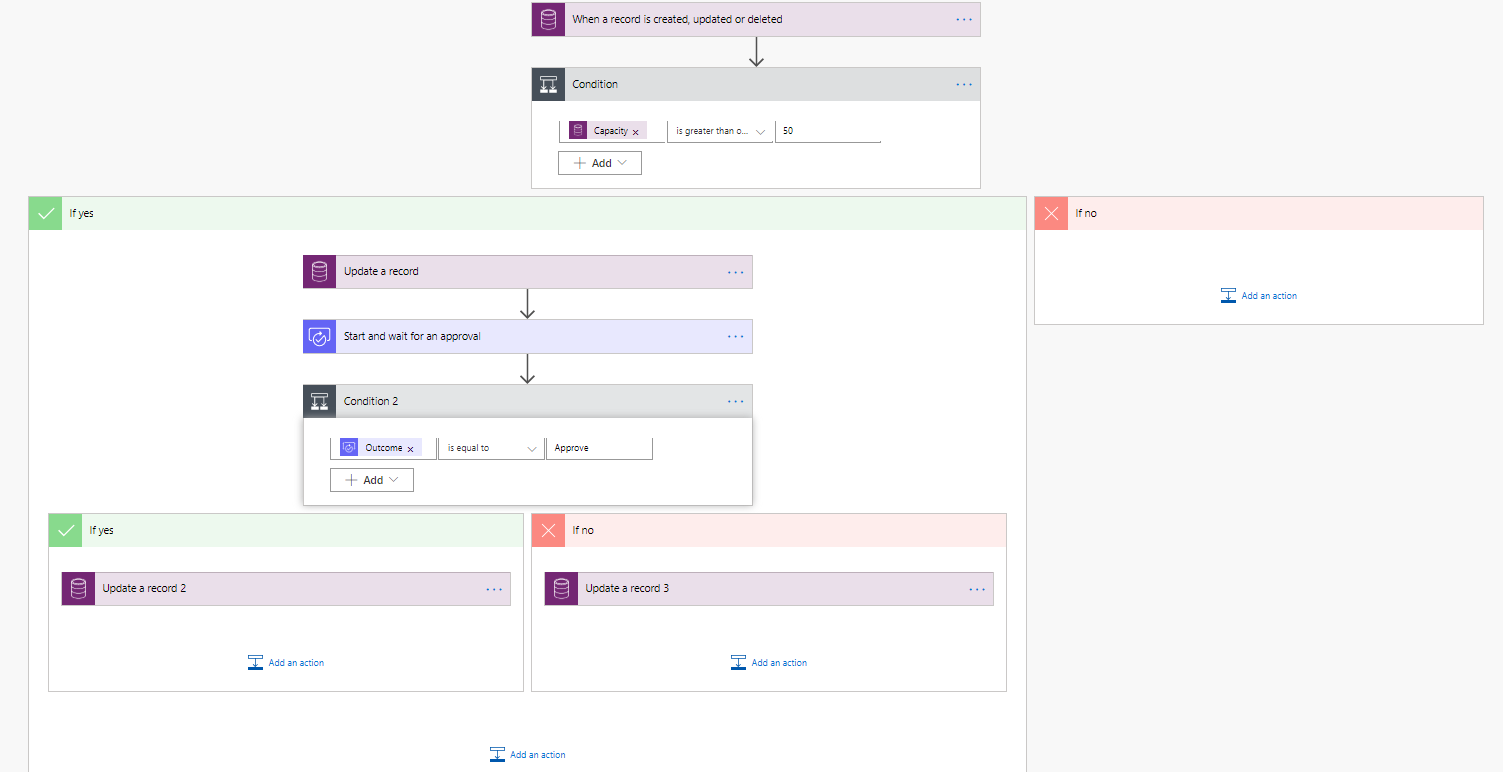 When a record is created, updated or deleted
Condition
Capacity x is greater than o... 50
Add
If yes
If no
Update a record
Add an action
Start and wait for an approval
Condition 2
Outcome x is equal to Approve
Add
If yes
If no
Update a record 2
Update a record 3
Add an action
Add an action
Add an action